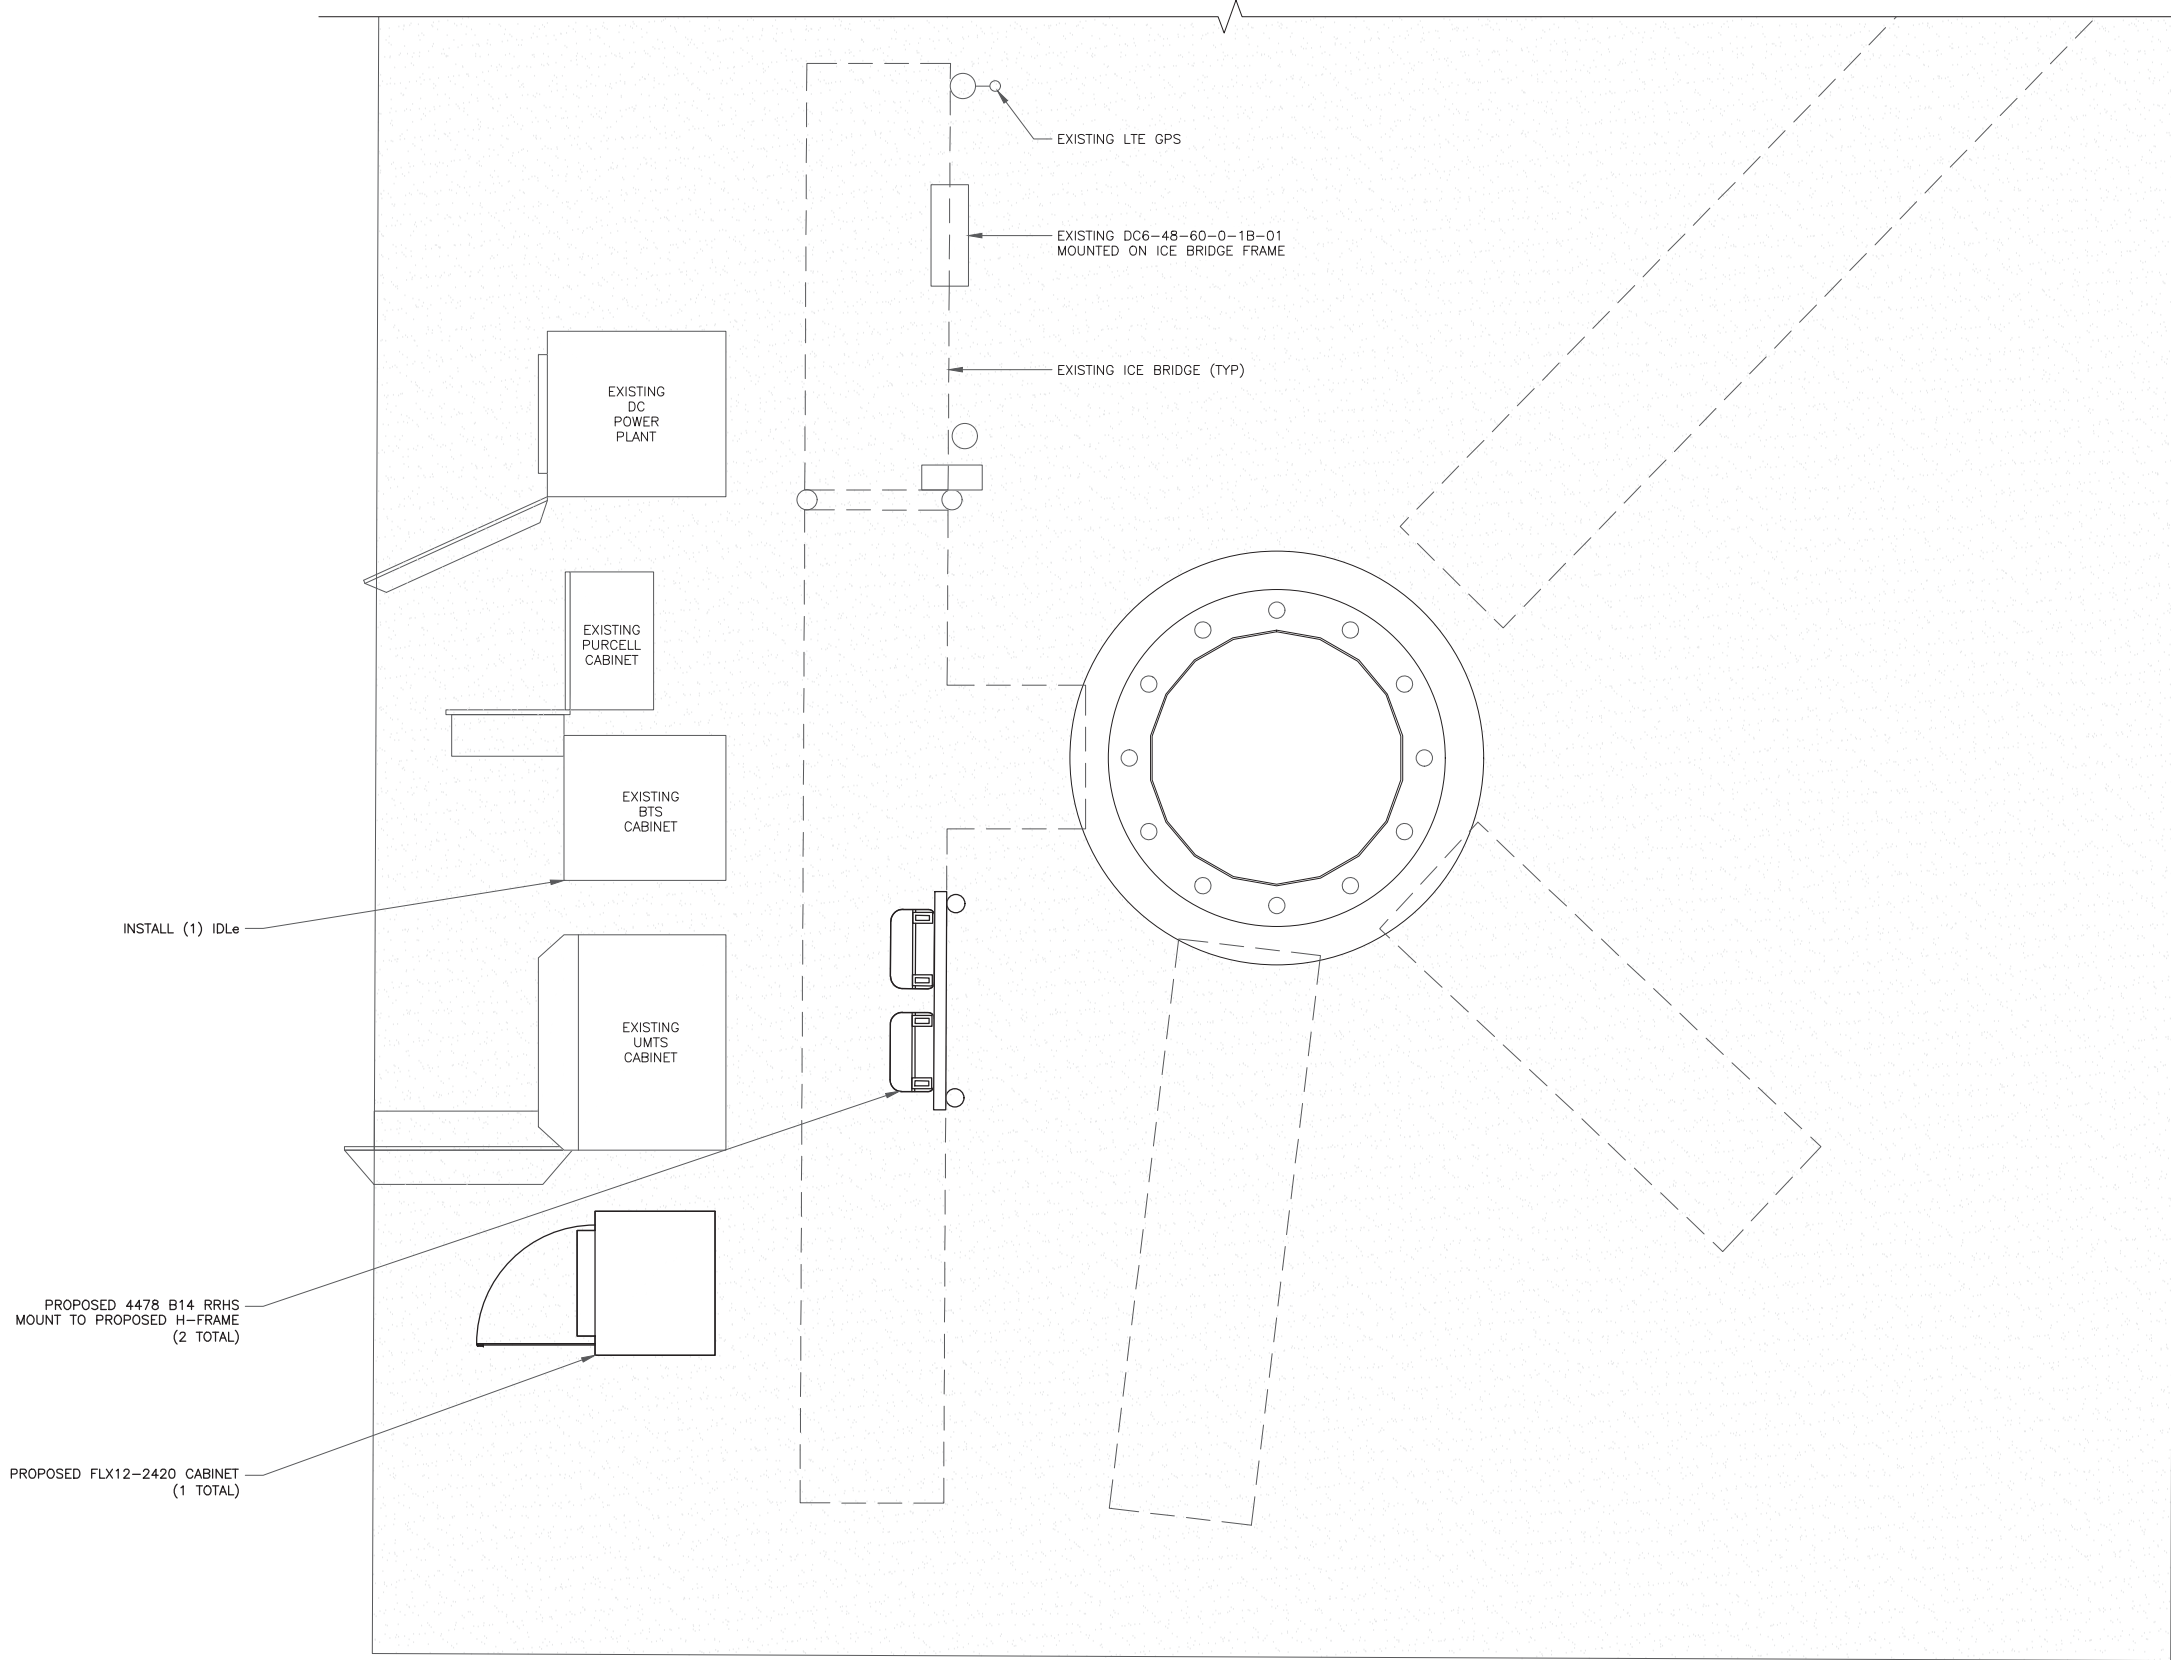 EXISTING LTE GPS
EXISTING DC6-48-60-0-1B-01
MOUNTED ON ICE BRIDGE FRAME
EXISTING ICE BRIDGE (TYP)
EXISTING
DC
POWER
PLANT
EXISTING
PURCELL
CABINET
EXISTING
BTS
CABINET
INSTALL (1) IDLe
EXISTING
UMTS
CABINET
PROPOSED 4478 B14 RRHS
MOUNT TO PROPOSED H-FRAME
(2 TOTAL)
PROPOSED FLX12-2420 CABINET
(1 TOTAL)